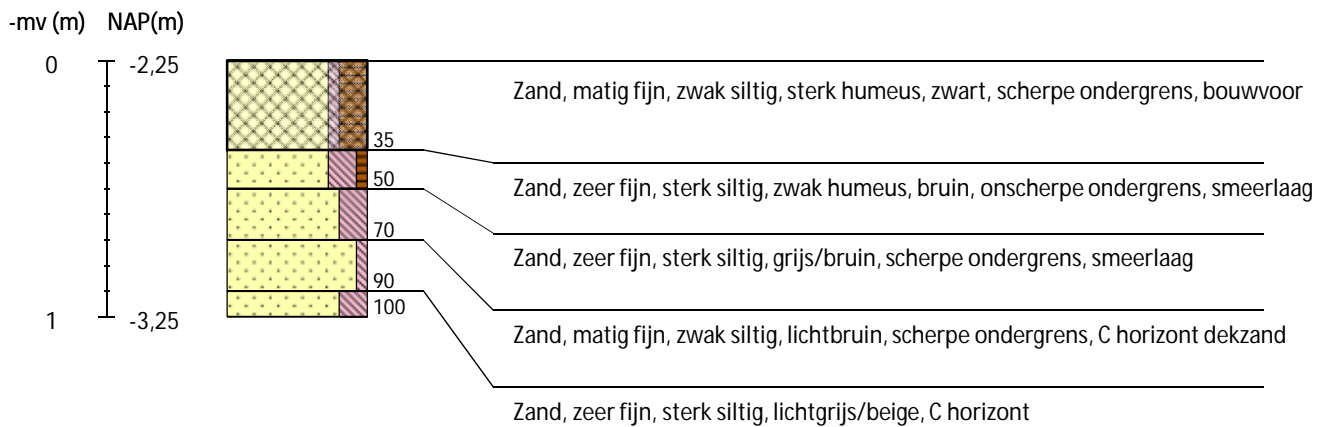 -mv (m) NAP(m)
0 -2,25
Zand, matig fijn, zwak siltig, sterk humeus, zwart, scherpe ondergrens, bouwvoor
35
Zand, zeer fijn, sterk siltig, zwak humeus, bruin, onscherpe ondergrens, smeerlaag
50
Zand, zeer fijn, sterk siltig, grijs/bruin, scherpe ondergrens, smeerlaag
70
Zand, matig fijn, zwak siltig, lichtbruin, scherpe ondergrens, C horizont dekzand
90
100
1 -3,25
Zand, zeer fijn, sterk siltig, lichtgrijs/beige, C horizont